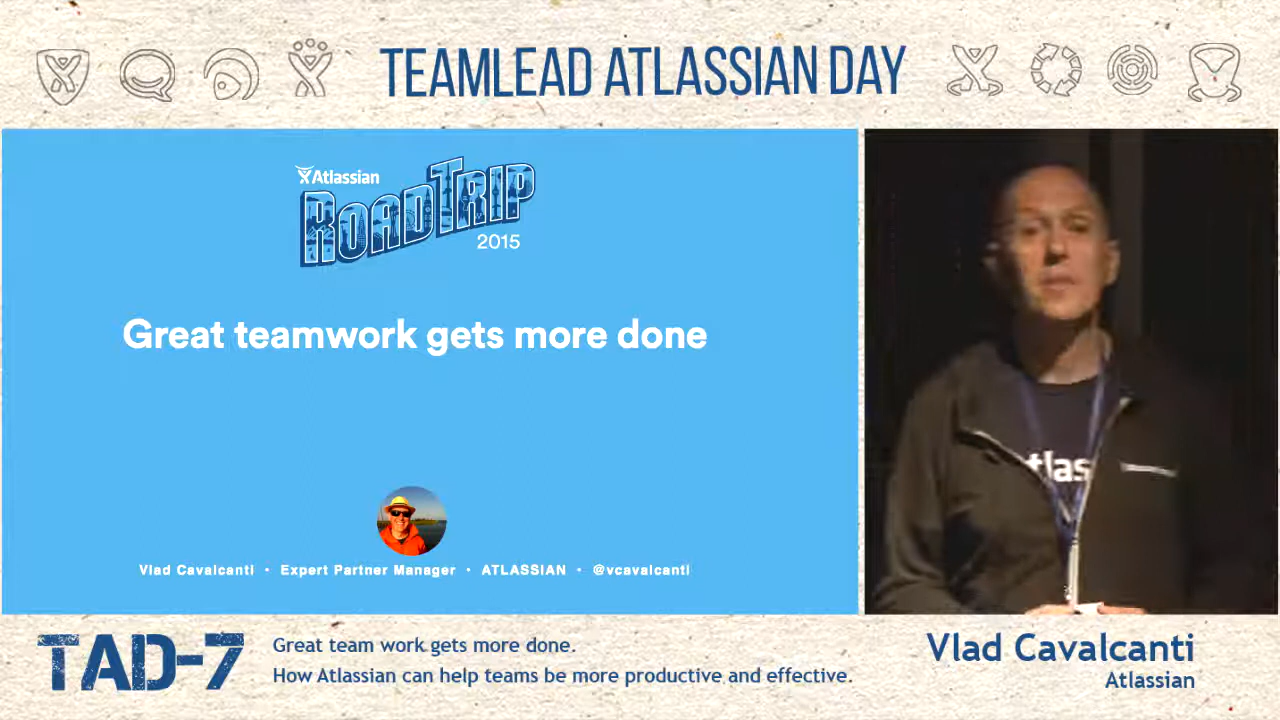 TEAMLEAD ATLASSIAN DAY
Atlassian
ROADTRIP
2015
Great teamwork gets more done
Vlad Cavalcanti · Expert Partner Manager · ATLASSIAN · @vcavalcanti
tlas
TAD-7
Great team work gets more done.
How Atlassian can help teams be more productive and effective.
Vlad Cavalcanti
Atlassian